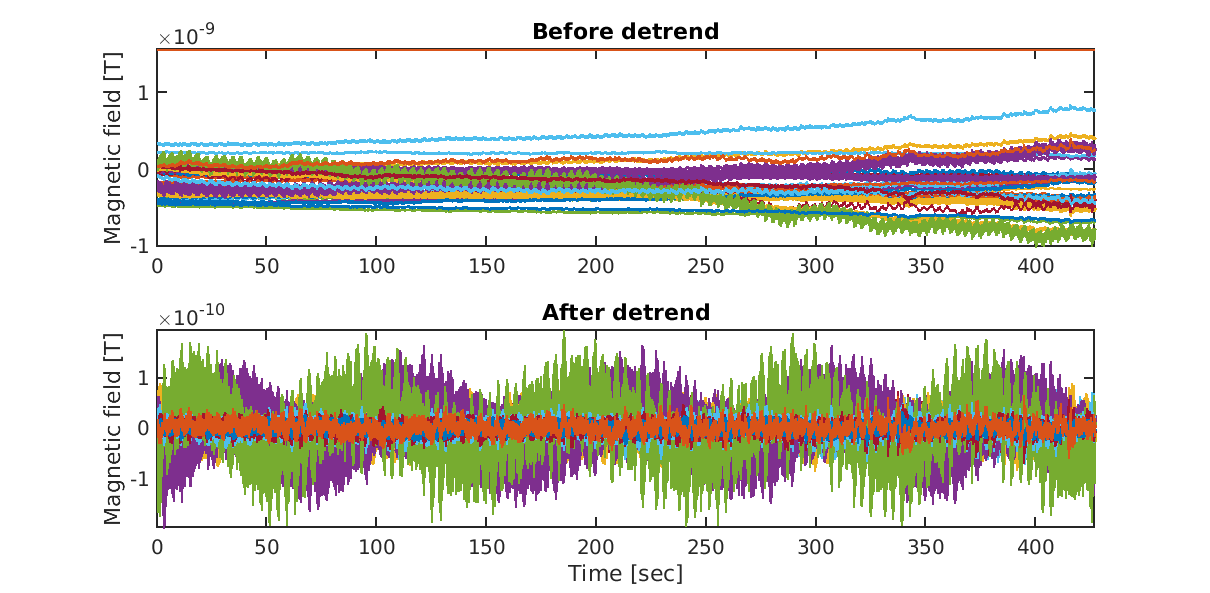 Before detrend
×10-9
Magnetic field [T]
1
0
-1
0 50 100 150 200 250 300 350 400
After detrend
×10-10
Magnetic field [T]
1
0
-1
0 50 100 150 200 250 300 350 400
Time [sec]